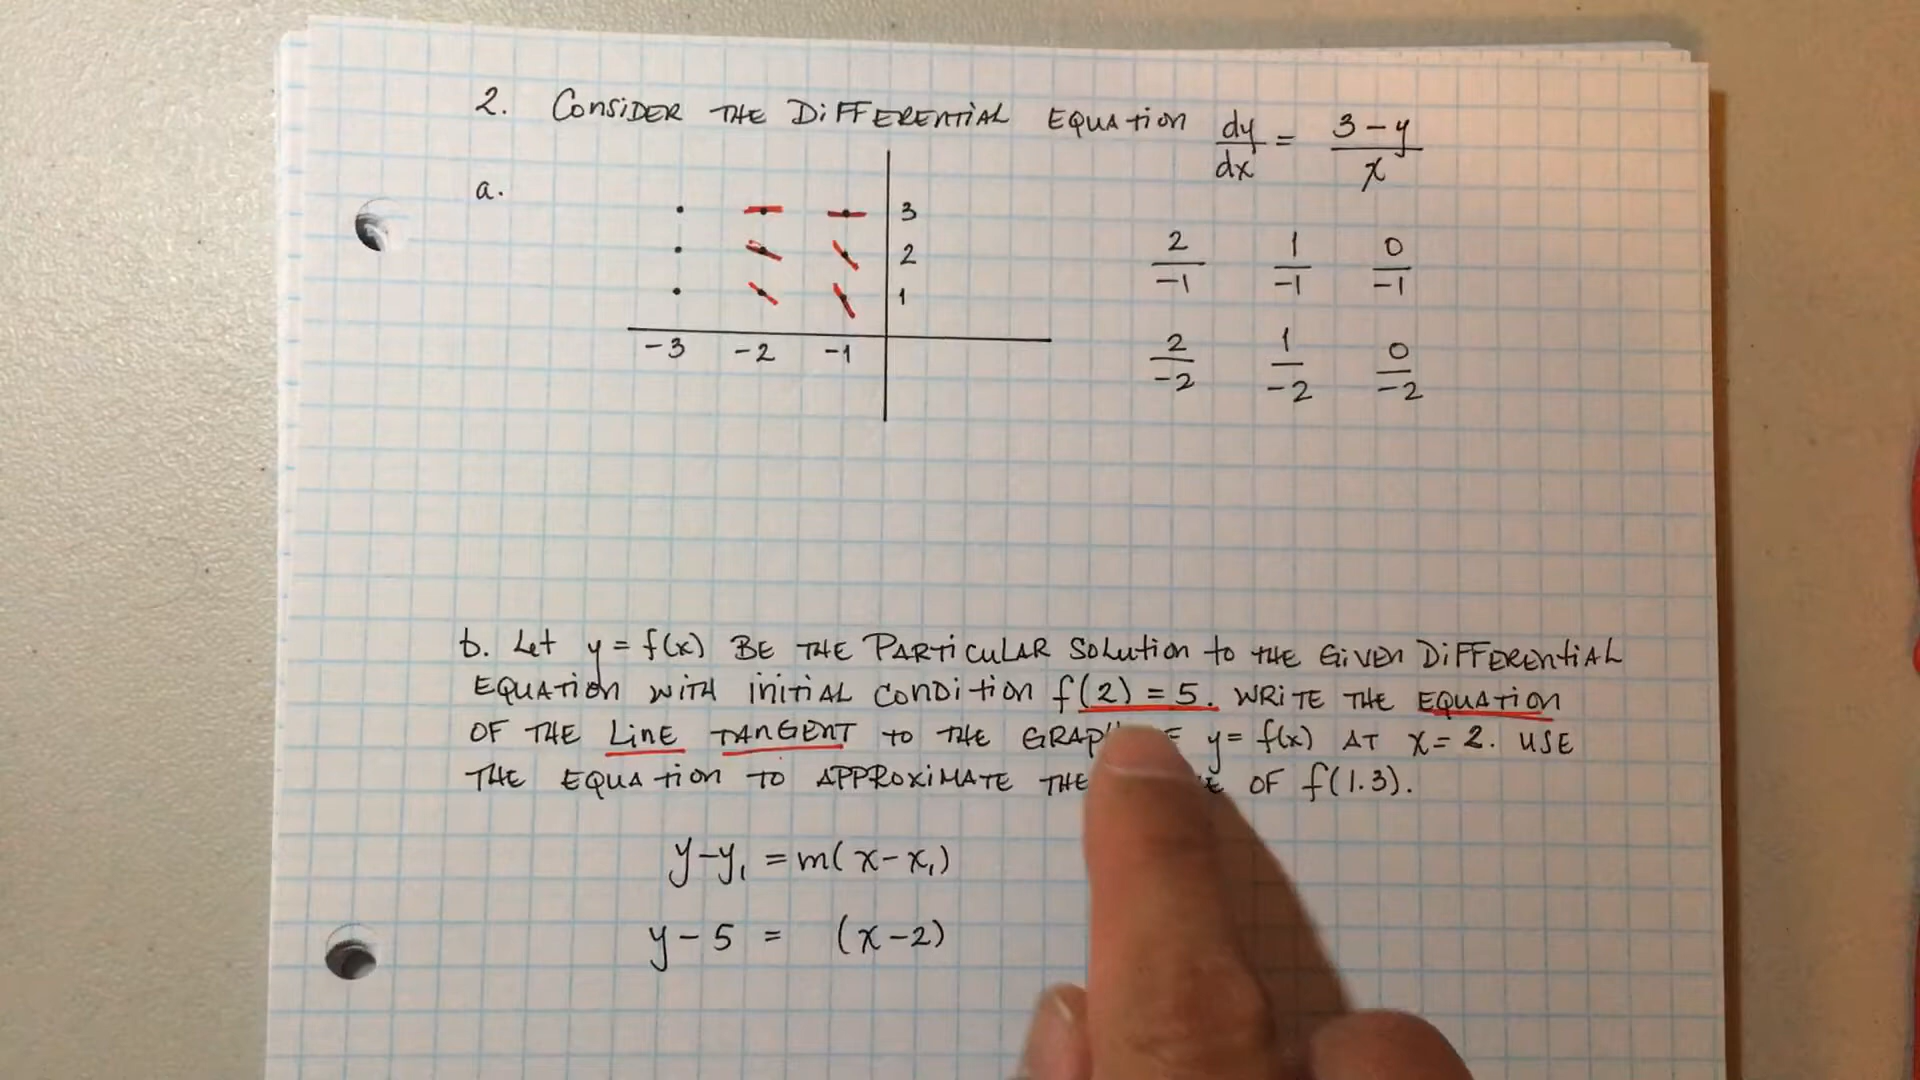 2. CONSIDER THE DIFFERENTIAL EQUATION dy/dx = 3-y/x
a.
3
2
1
-3 -2 -1
2/-1 1/-1 0/-1
2/-2 1/-2 0/-2
b. Let y = f(x) BE THE PARTICULAR SOLUTION TO THE GIVEN DIFFERENTIAL
EQUATION WITH INITIAL CONDITION f(2) = 5. WRITE THE EQUATION
OF THE LINE TANGENT TO THE y = f(x) AT x = 2. USE
THE EQUATION TO APPROXIMATE THE OF f(1.3).
y-y₁ = m(x-x₁)
y-5 = (x-2)